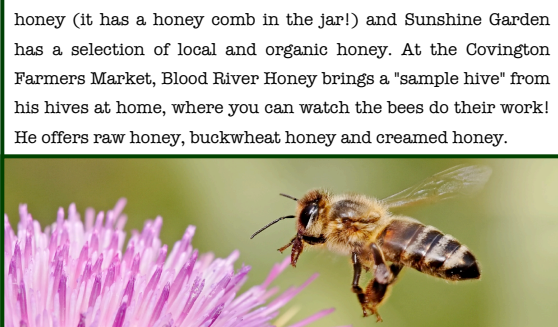 honey (it has a honey comb in the jar!) and Sunshine Garden
has a selection of local and organic honey. At the Covington
Farmers Market, Blood River Honey brings a "sample hive" from
his hives at home, where you can watch the bees do their work!
He offers raw honey, buckwheat honey and creamed honey.